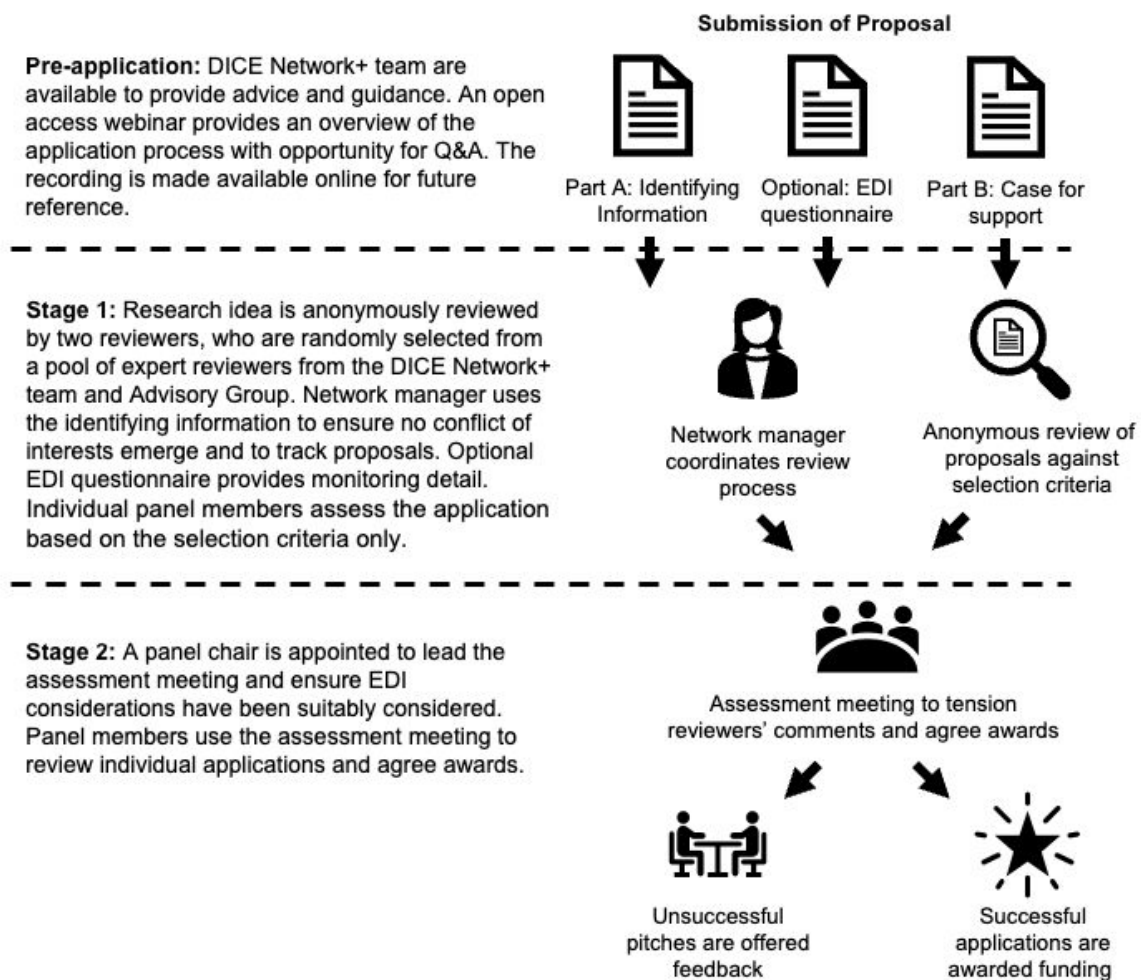 Submission of Proposal
Pre-application: DICE Network+ team are
available to provide advice and guidance. An open
access webinar provides an overview of the
application process with opportunity for Q&A. The
recording is made available online for future
reference.
Part A: Identifying
Information
Optional: EDI
questionnaire
Part B: Case for
support
Stage 1: Research idea is anonymously reviewed
by two reviewers, who are randomly selected from
a pool of expert reviewers from the DICE Network+
team and Advisory Group. Network manager uses
the identifying information to ensure no conflict of
interests emerge and to track proposals. Optional
EDI questionnaire provides monitoring detail.
Individual panel members assess the application
based on the selection criteria only.
Network manager
coordinates review
process
Anonymous review of
proposals against
selection criteria
Stage 2: A panel chair is appointed to lead the
assessment meeting and ensure EDI
considerations have been suitably considered.
Panel members use the assessment meeting to
review individual applications and agree awards.
Assessment meeting to tension
reviewers' comments and agree awards
Unsuccessful
pitches are offered
feedback
Successful
applications are
awarded funding